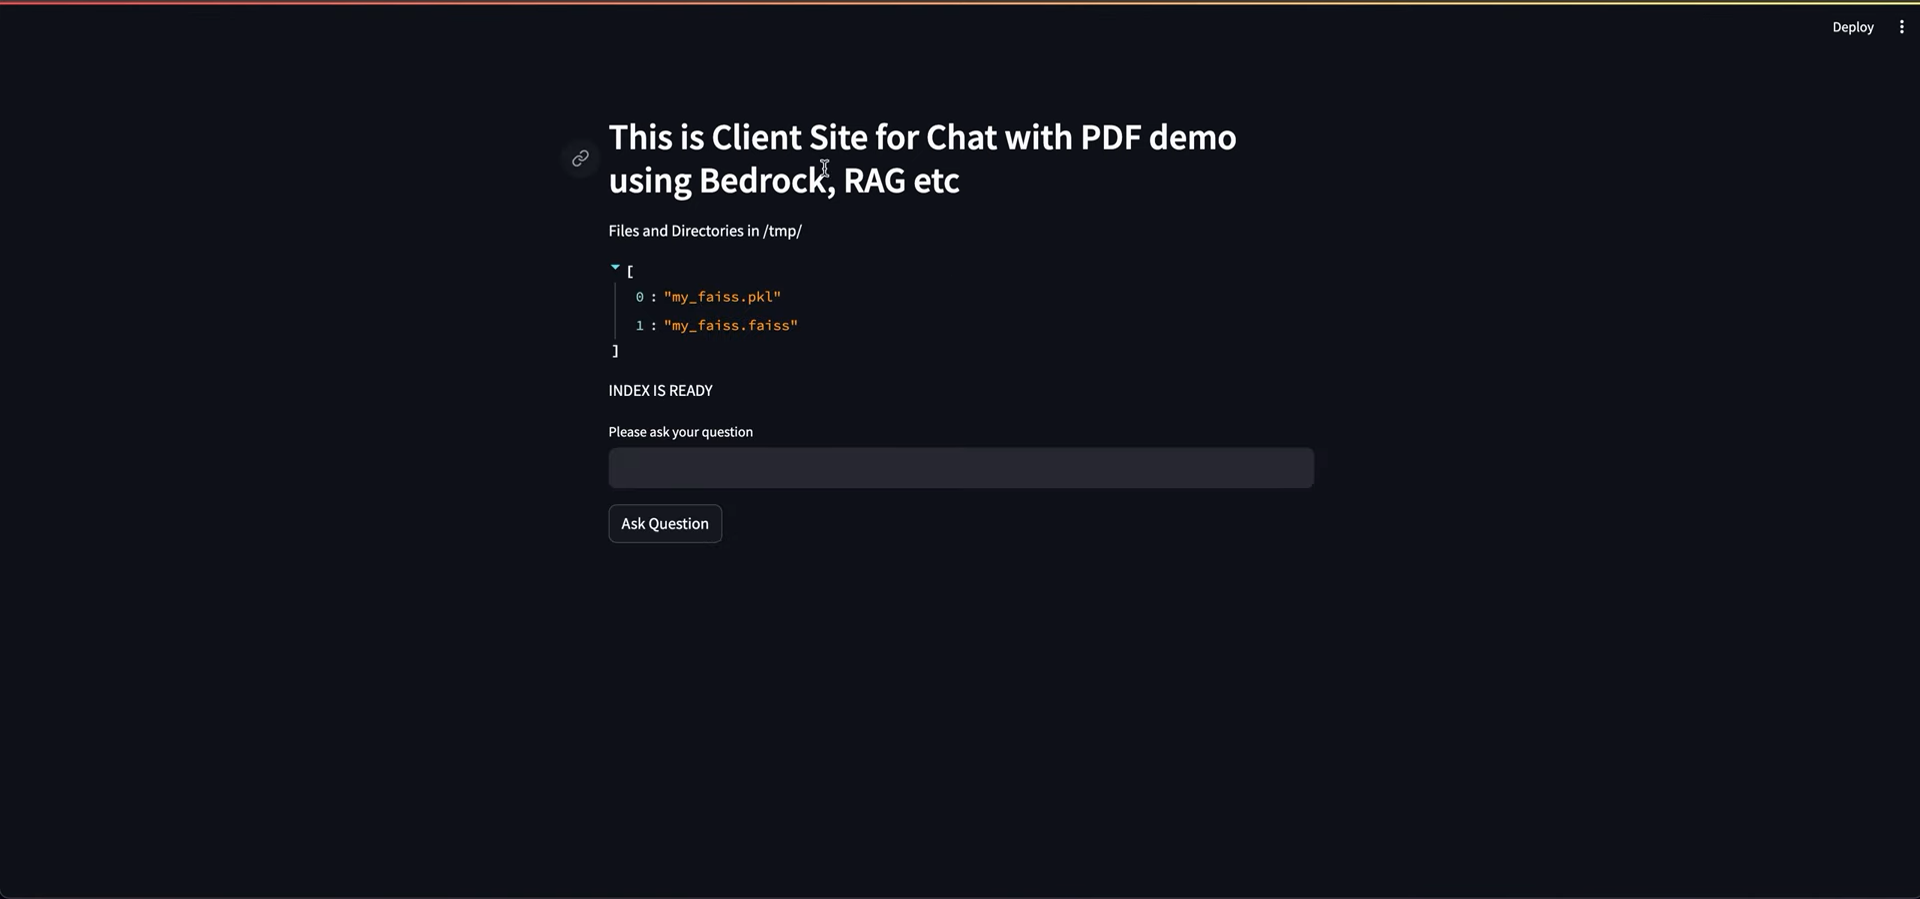 Deploy
This is Client Site for Chat with PDF demo
using Bedrock, RAG etc
Files and Directories in /tmp/
[
0 : "my_faiss.pkl"
1 : "my_faiss.faiss"
]
INDEX IS READY
Please ask your question
Ask Question